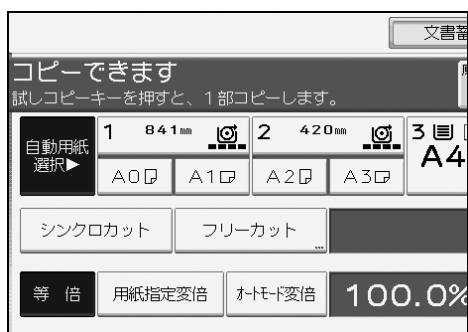 文書蓄
コピーできます
試しコピーキーを押すと、1部コピーします。
自動用紙選択▶
1 841mm
2 420mm
3
A4
A0 A1 A2 A3
シンクロカット フリーカット
...
等倍 用紙指定変倍 オートモード変倍 100.0%